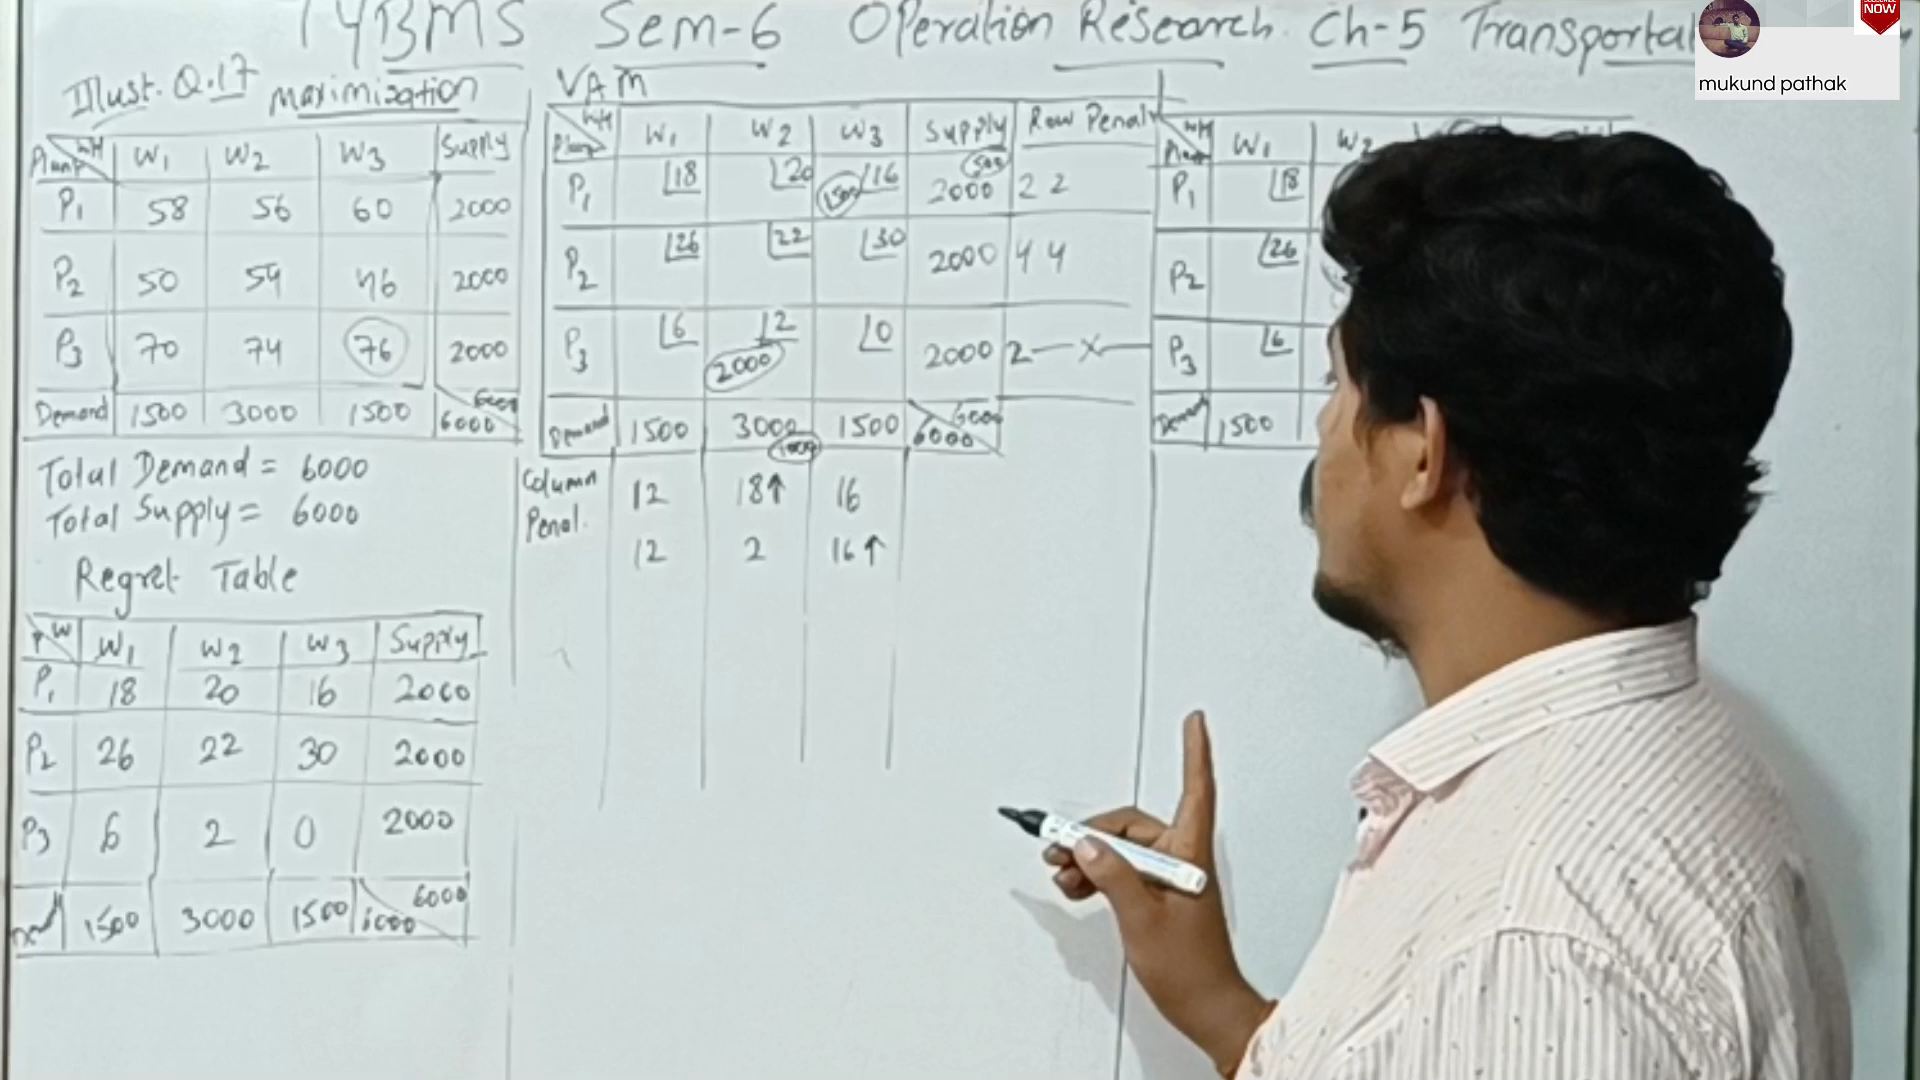 TYBMS Sem-6 Operation Research. Ch-5
NOW
mukund pathak
Illust. Q.17 Maximization
Plant W1 W2 W3 Supply
P1 58 56 60 2000
P2 50 54 46 2000
P3 70 74 76 2000
Demand 1500 3000 1500 6000 6000
Total Demand = 6000
Total Supply = 6000
Regret Table
P W W1 W2 W3 Supply
P1 18 20 16 2000
P2 26 22 30 2000
P3 6 2 0 2000
1500 3000 1500 6000 6000
VAM
Plant WH W1 W2 W3 Supply Row Penal
P1 18 20 1500 16 2000 500 2 2
P2 26 22 30 2000 4 4
P3 6 2 2000 0 2000 2 — x —
Demand 1500 3000 1000 1500 6000 6000
Column Penal. 12 18↑ 16
12 2 16↑
Plant WH W1 W2
P1 18
P2 26
P3 6
Demand 1500